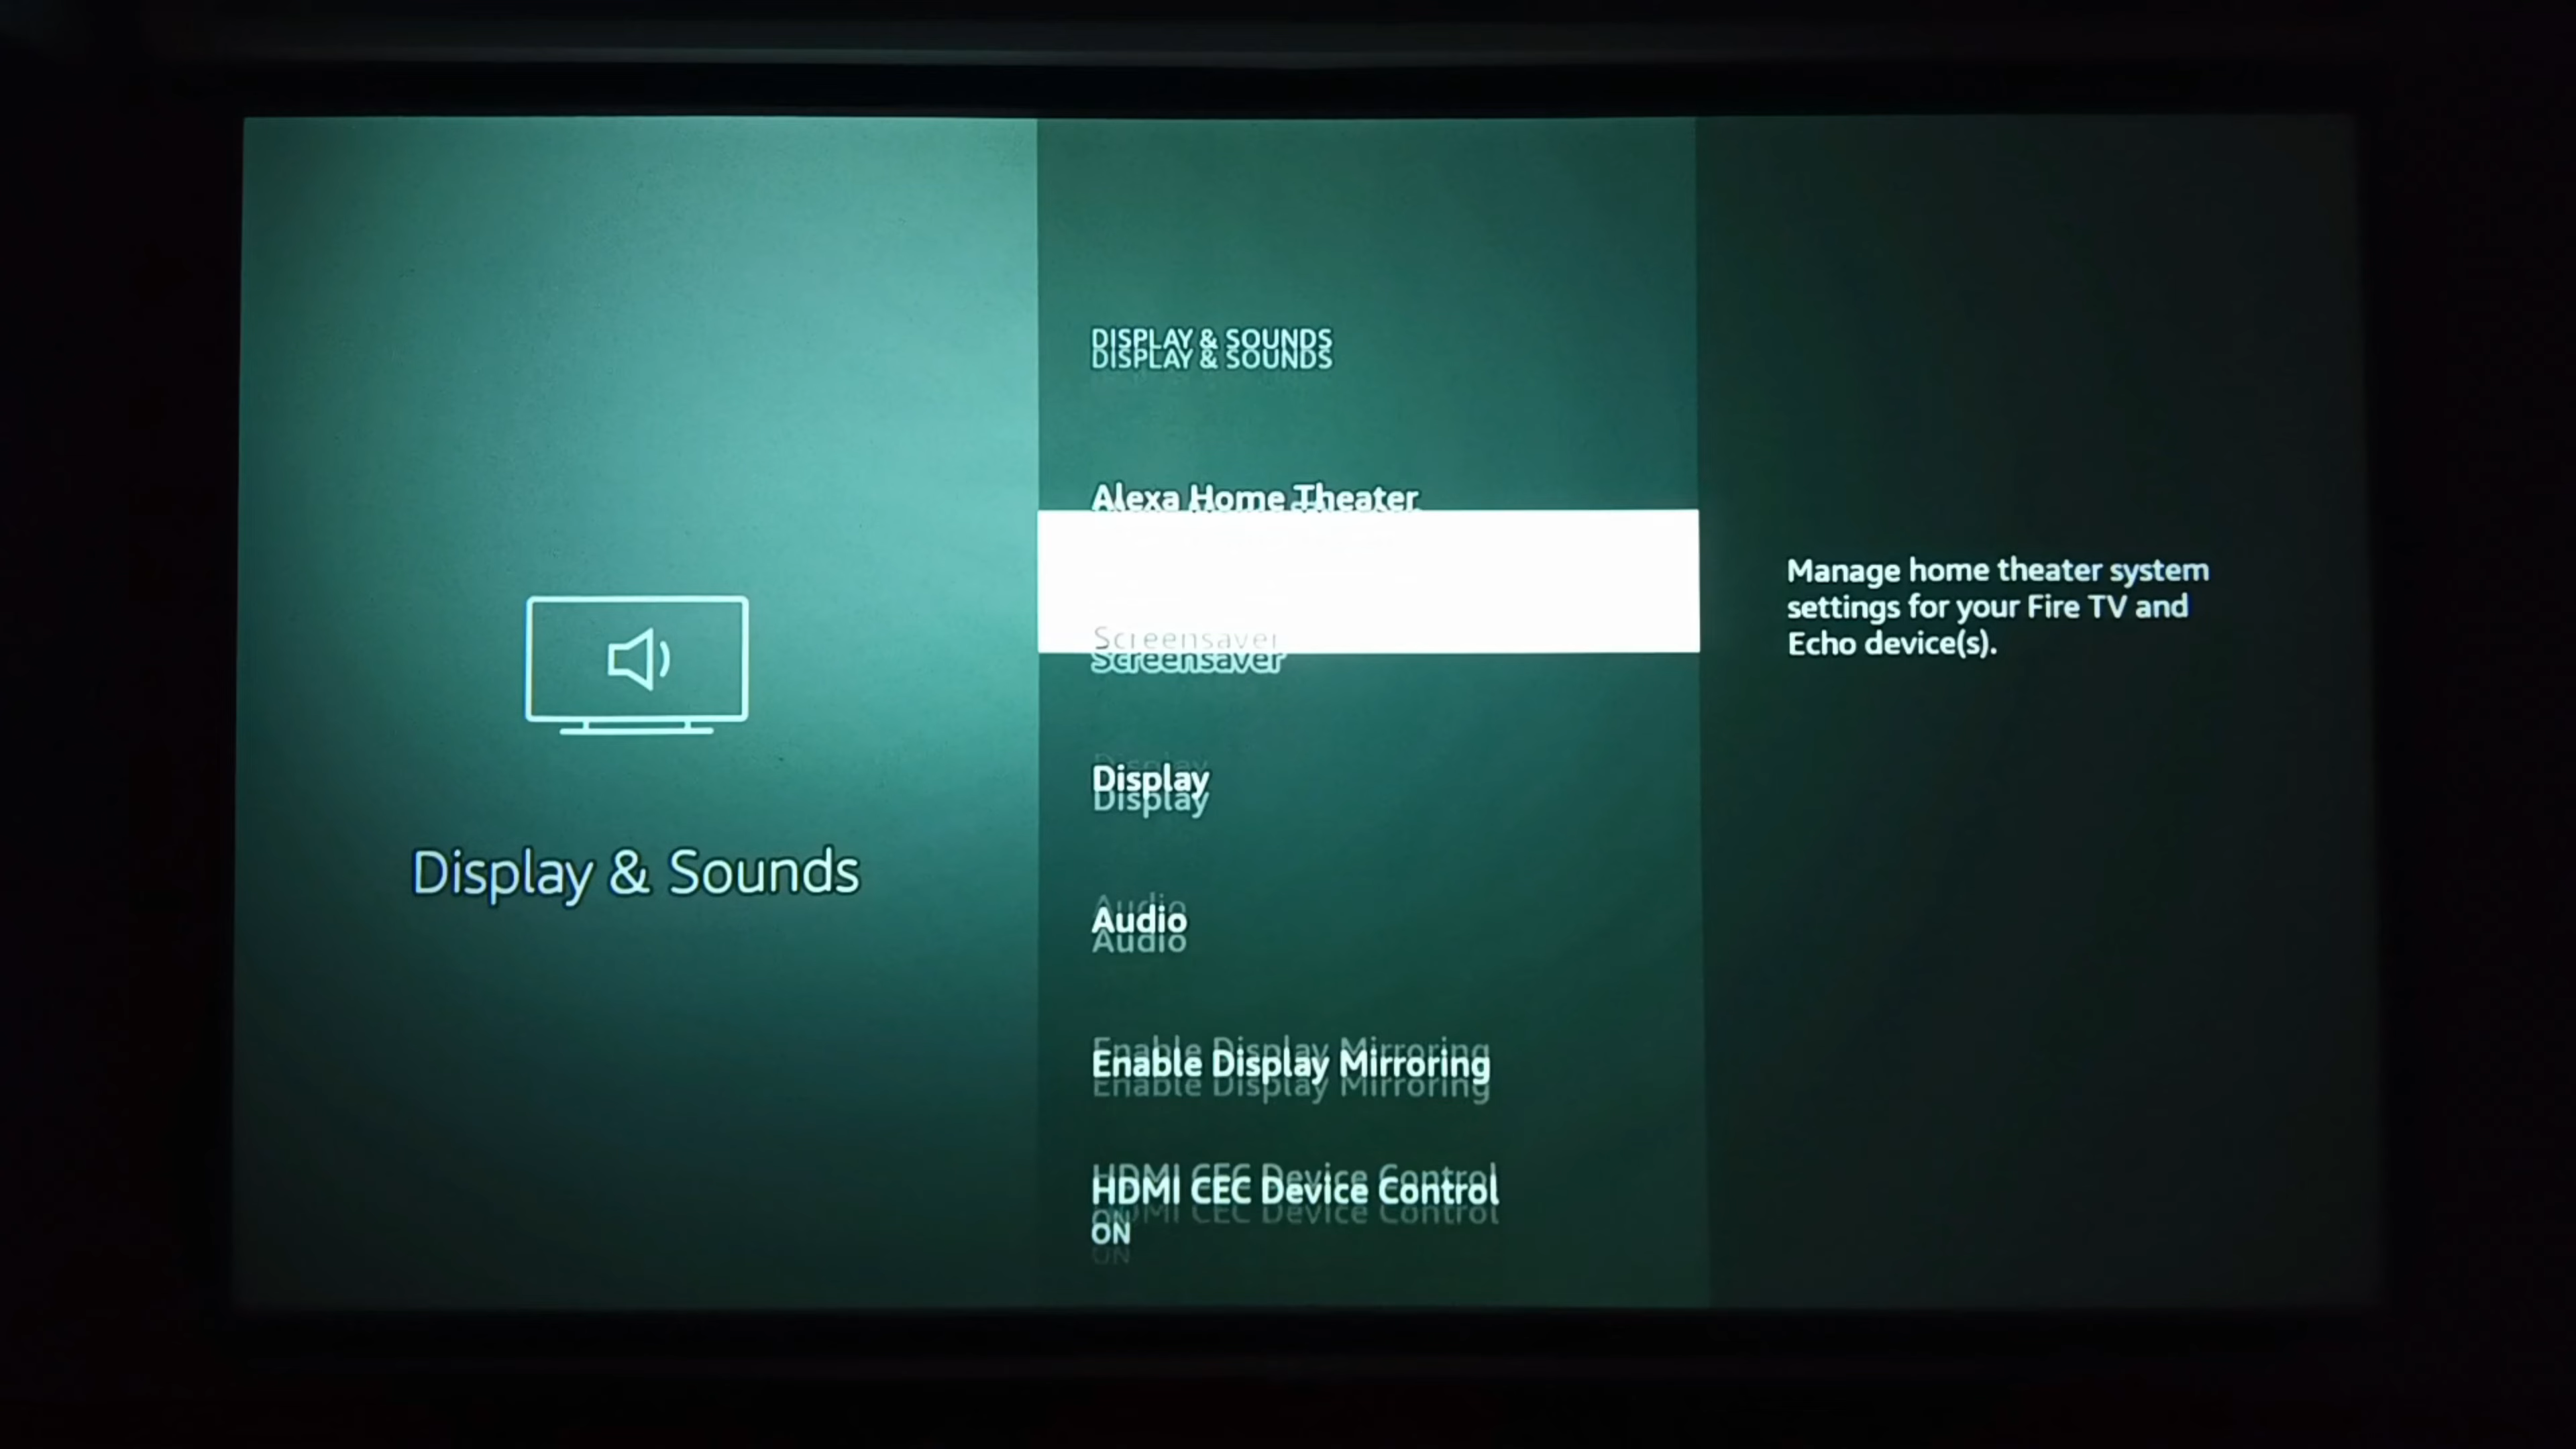 DISPLAY & SOUNDS
Alexa Home Theater
Screensaver
Display
Audio
Enable Display Mirroring
HDMI CEC Device Control
ON
Display & Sounds
Manage home theater system
settings for your Fire TV and
Echo device(s).